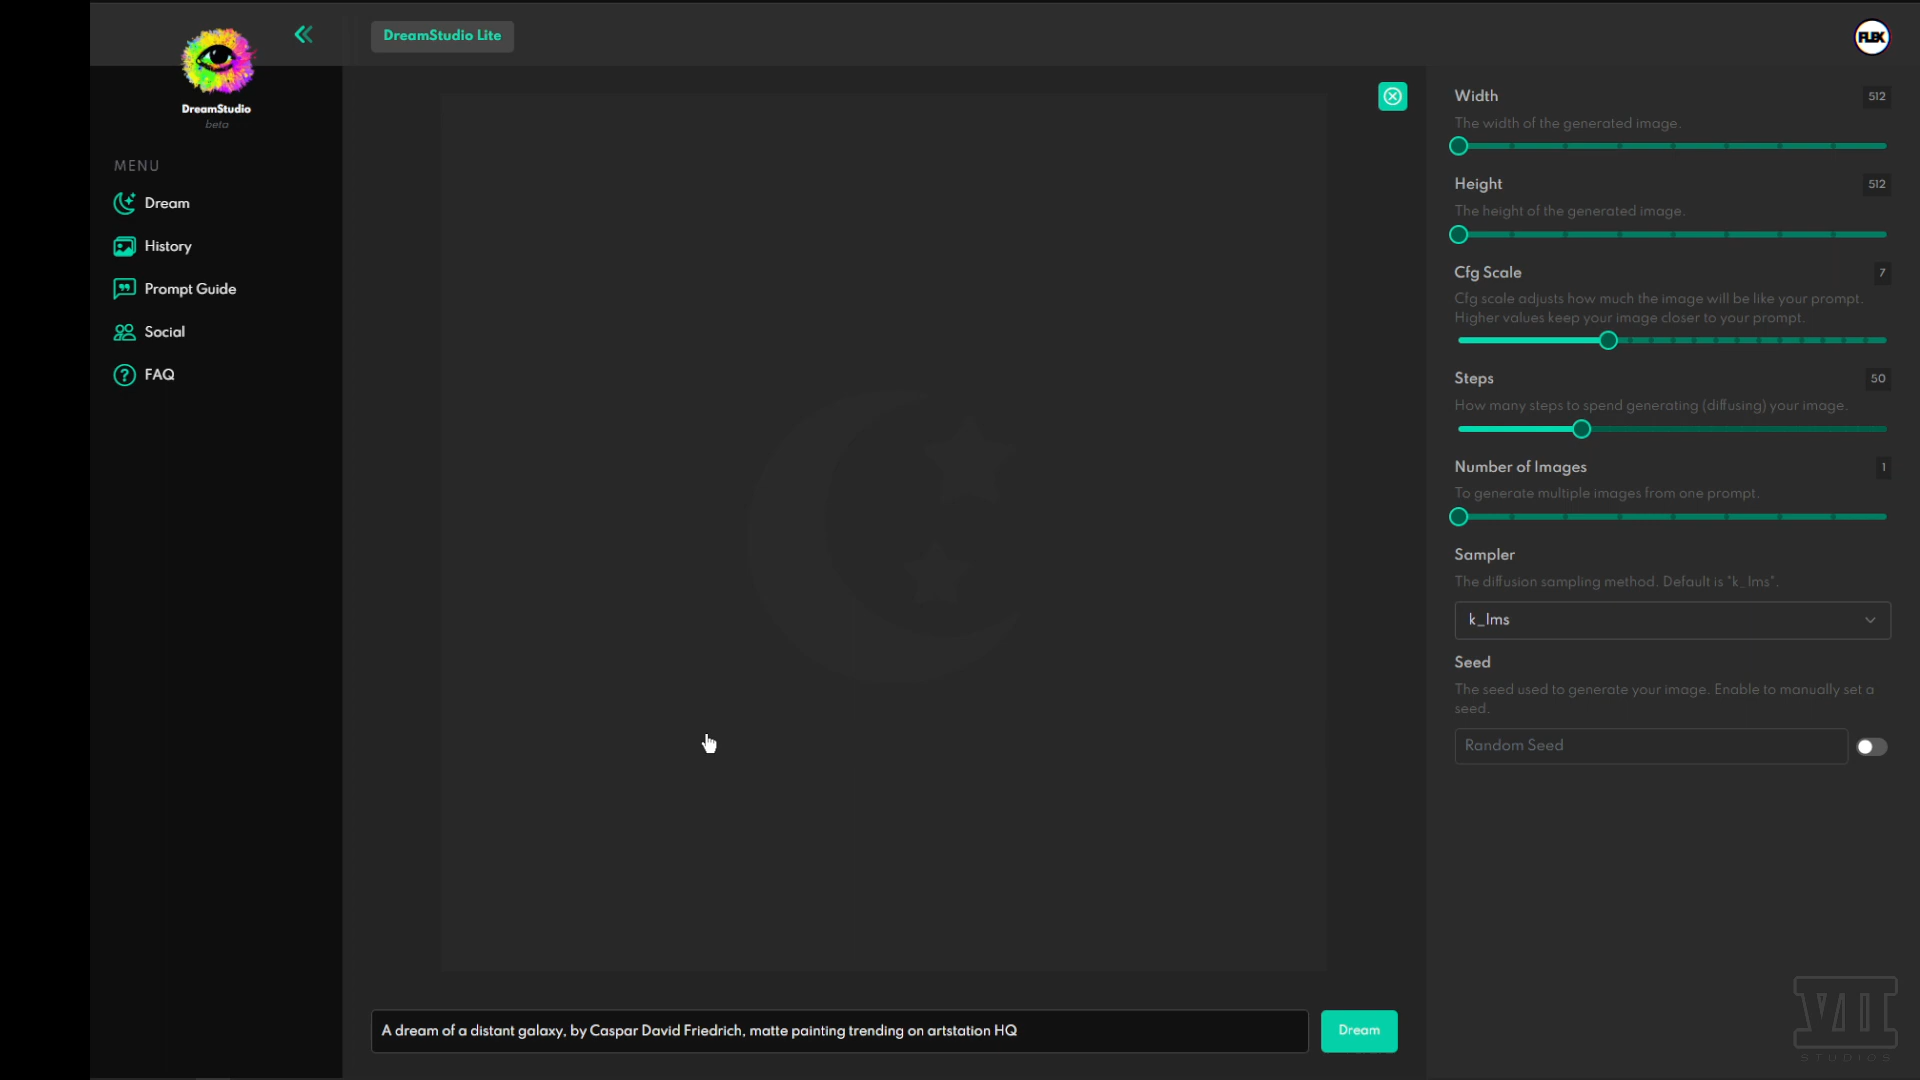 DreamStudio
beta
MENU
Dream
History
Prompt Guide
Social
FAQ
DreamStudio Lite
FLEX
Width
512
The width of the generated image.
Height
512
The height of the generated image.
Cfg Scale
7
Cfg scale adjusts how much the image will be like your prompt.
Higher values keep your image closer to your prompt.
Steps
50
How many steps to spend generating (diffusing) your image.
Number of Images
1
To generate multiple images from one prompt.
Sampler
The diffusion sampling method. Default is "k_lms".
k_lms
Seed
The seed used to generate your image. Enable to manually set a
seed.
Random Seed
A dream of a distant galaxy, by Caspar David Friedrich, matte painting trending on artstation HQ
Dream
VII
STUDIOS